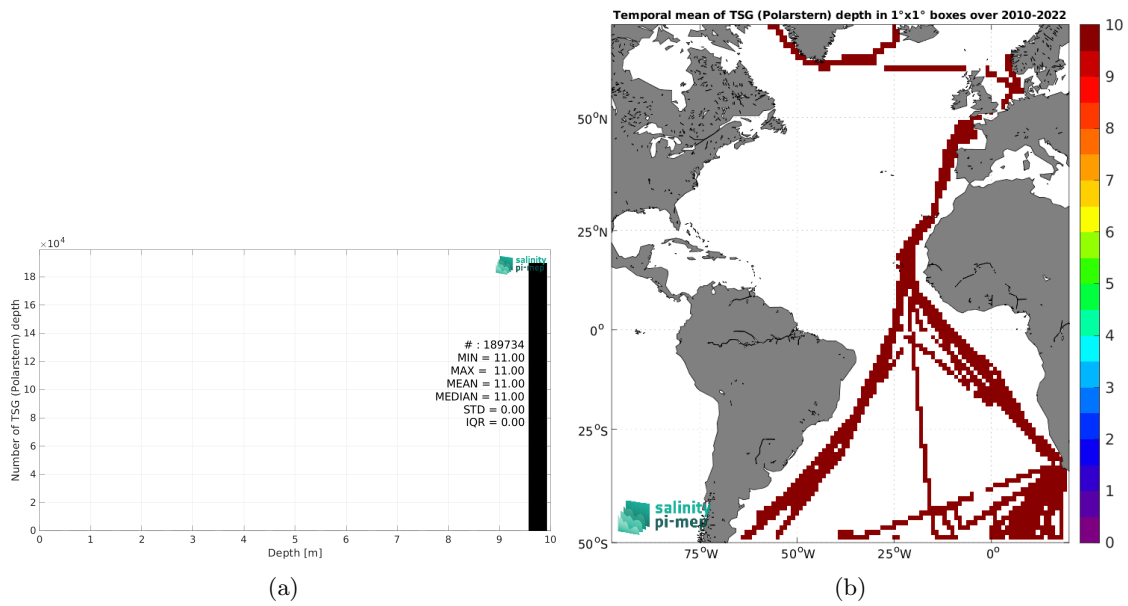 Temporal mean of TSG (Polarstern) depth in 1°x1° boxes over 2010-2022
×10⁴
18
16
14
12
10
8
6
4
2
0
Number of TSG (Polarstern) depth
salinity
pi-mep
# : 189734
MIN = 11.00
MAX = 11.00
MEAN = 11.00
MEDIAN = 11.00
STD = 0.00
IQR = 0.00
0 1 2 3 4 5 6 7 8 9 10
Depth [m]
(a)
50°N
25°N
0°
25°S
50°S
salinity
pi-mep
75°W 50°W 25°W 0°
10
9
8
7
6
5
4
3
2
1
0
(b)